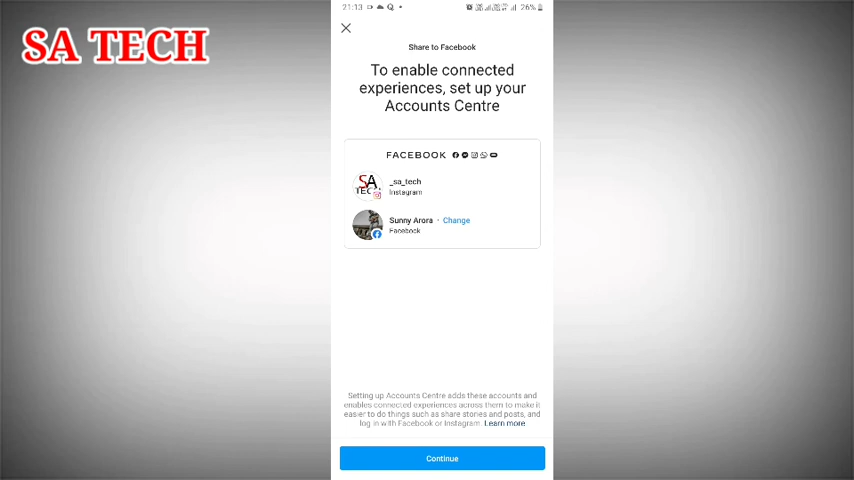 SA TECH
21:13
26%
Share to Facebook
To enable connected
experiences, set up your
Accounts Centre
FACEBOOK
SA
TEC
_sa_tech
Instagram
Sunny Arora · Change
Facebook
Setting up Accounts Centre adds these accounts and
enables connected experiences across them to make it
easier to do things such as share stories and posts, and
log in with Facebook or Instagram. Learn more
Continue